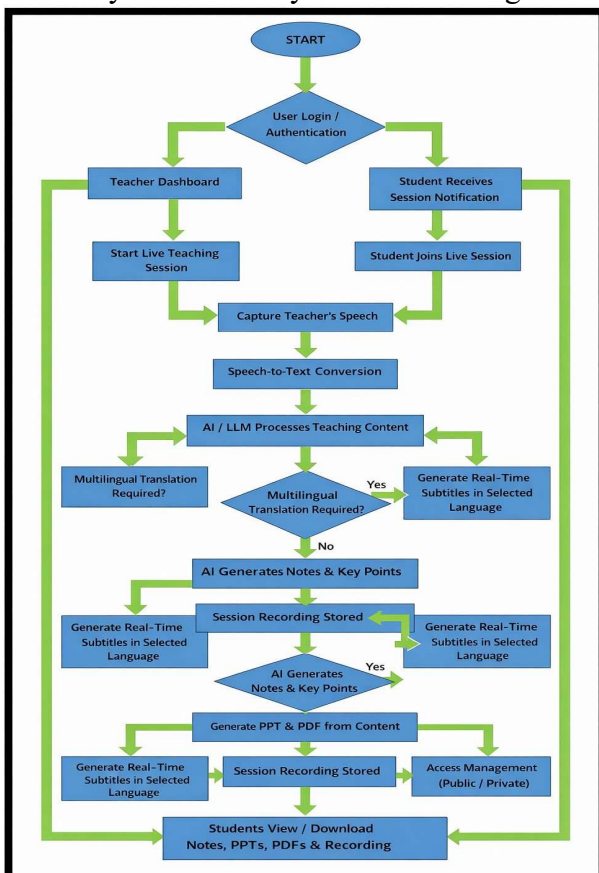 START
User Login /
Authentication
Teacher Dashboard
Student Receives
Session Notification
Start Live Teaching
Session
Student Joins Live Session
Capture Teacher's Speech
Speech-to-Text Conversion
AI / LLM Processes Teaching Content
Multilingual Translation
Required?
Multilingual
Translation Required?
Yes
Generate Real-Time
Subtitles in Selected
Language
No
AI Generates Notes & Key Points
Generate Real-Time
Subtitles in Selected
Language
Session Recording Stored
Generate Real-Time
Subtitles in Selected
Language
AI Generates
Notes & Key Points
Yes
Generate PPT & PDF from Content
Generate Real-Time
Subtitles in Selected
Language
Session Recording Stored
Access Management
(Public / Private)
Students View / Download
Notes, PPTs, PDFs & Recording